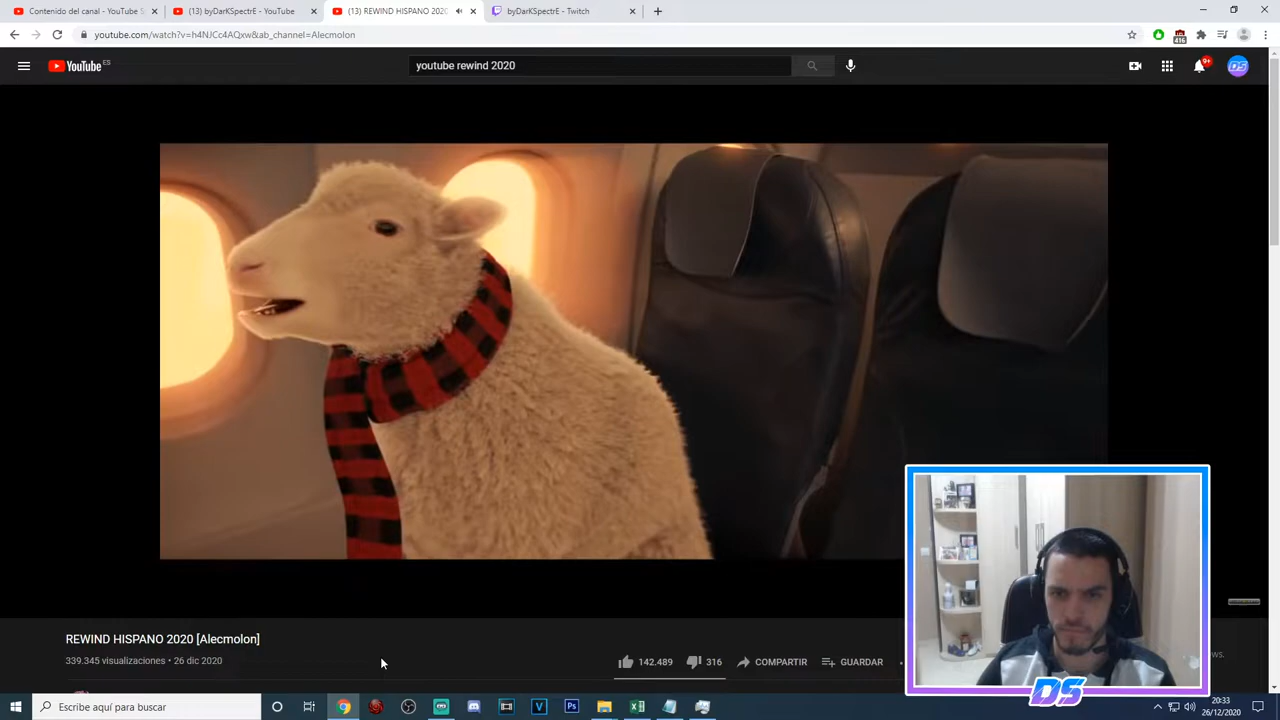 Contenido del canal - YouTube S
(13) byDarKSpectrE - YouTube
(13) REWIND HISPANO 202
byDarKSpectrE - Twitch
youtube.com/watch?v=h4NJCc4AQxw&ab_channel=Alecmolon
416
YouTube ES
youtube rewind 2020
9+
DS
REWIND HISPANO 2020 [Alecmolon]
339.345 visualizaciones • 26 dic 2020
142.489
316
COMPARTIR
GUARDAR
DS
Escribe aquí para buscar
20:33
26/12/2020